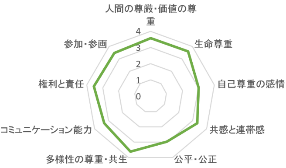 人間の尊厳・価値の尊
重
生命尊重
自己尊重の感情
共感と連帯感
公平・公正
多様性の尊重・共生
コミュニケーション能力
権利と責任
参加・参画
4
3
2
1
0